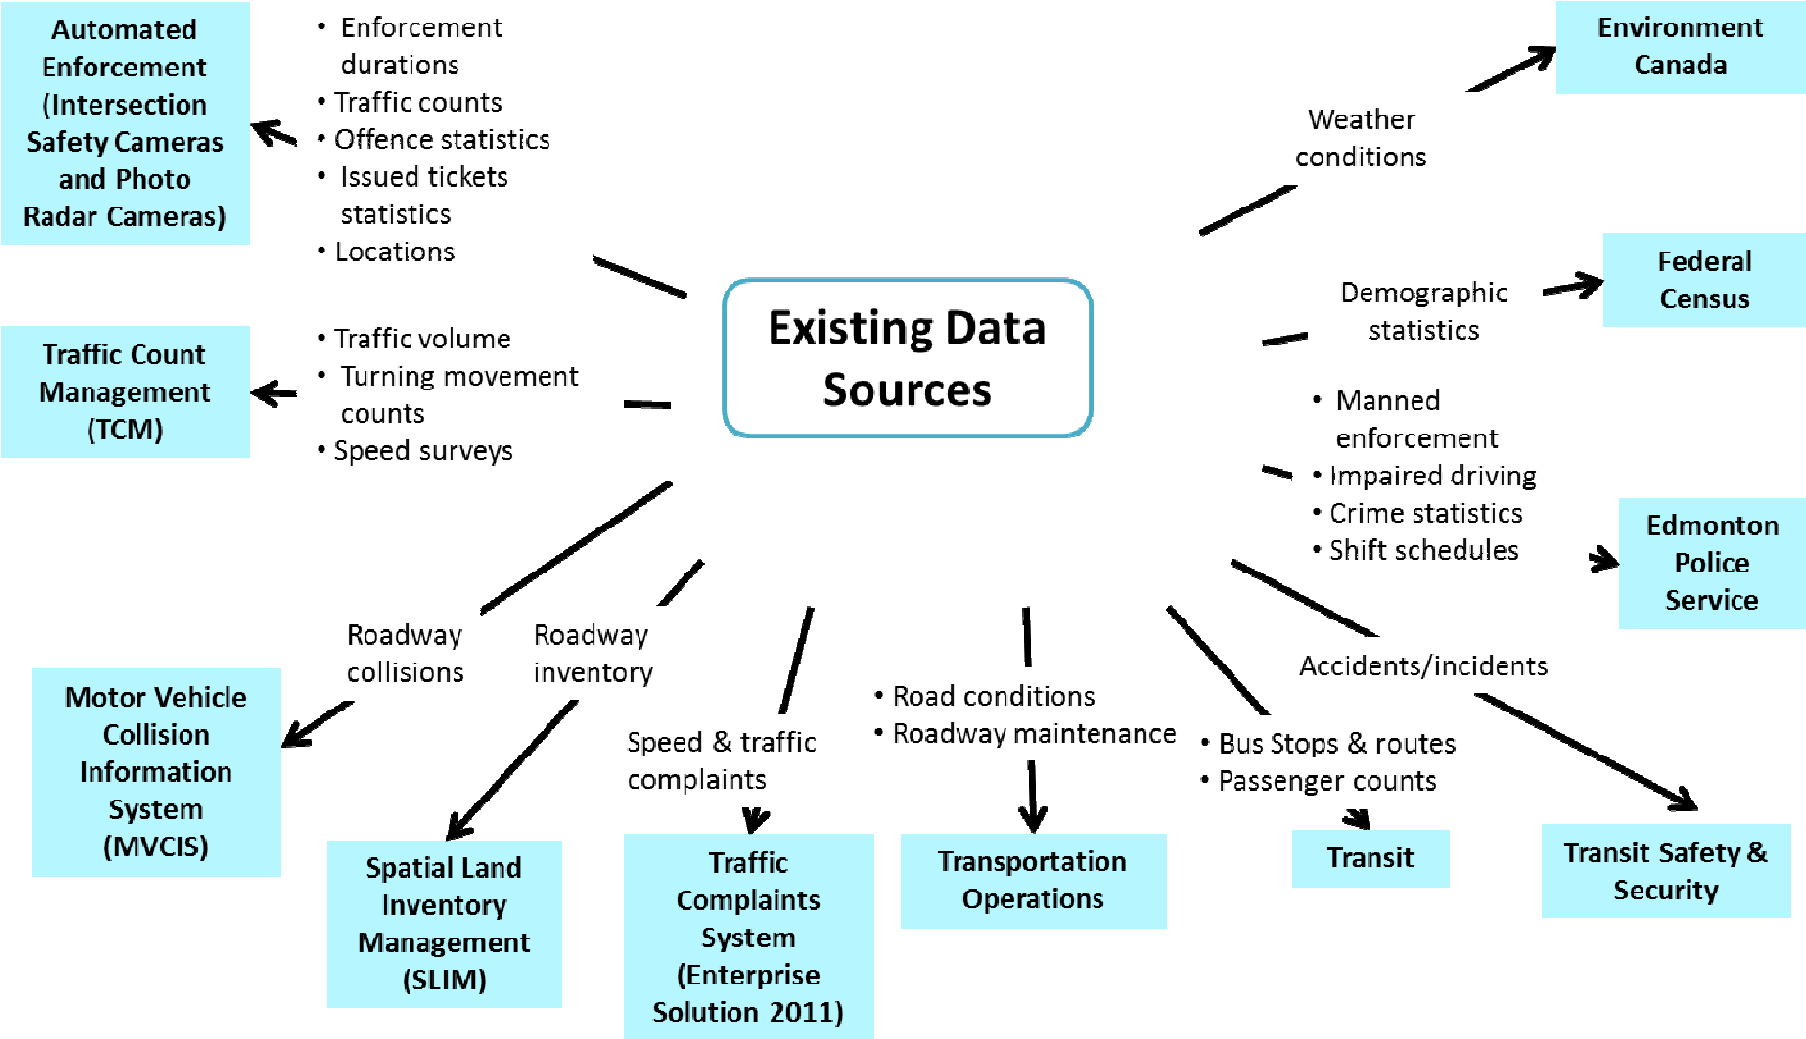 Automated
Enforcement
(Intersection
Safety Cameras
and Photo
Radar Cameras)
• Enforcement
durations
• Traffic counts
• Offence statistics
• Issued tickets
statistics
• Locations
Environment
Canada
Weather
conditions
Federal
Census
Demographic
statistics
Existing Data
Sources
Traffic Count
Management
(TCM)
• Traffic volume
• Turning movement
counts
• Speed surveys
• Manned
enforcement
• Impaired driving
• Crime statistics
• Shift schedules
Edmonton
Police
Service
Roadway
collisions
Motor Vehicle
Collision
Information
System
(MVCIS)
Roadway
inventory
Spatial Land
Inventory
Management
(SLIM)
Speed & traffic
complaints
Traffic
Complaints
System
(Enterprise
Solution 2011)
• Road conditions
• Roadway maintenance
Transportation
Operations
• Bus Stops & routes
• Passenger counts
Transit
Accidents/incidents
Transit Safety &
Security